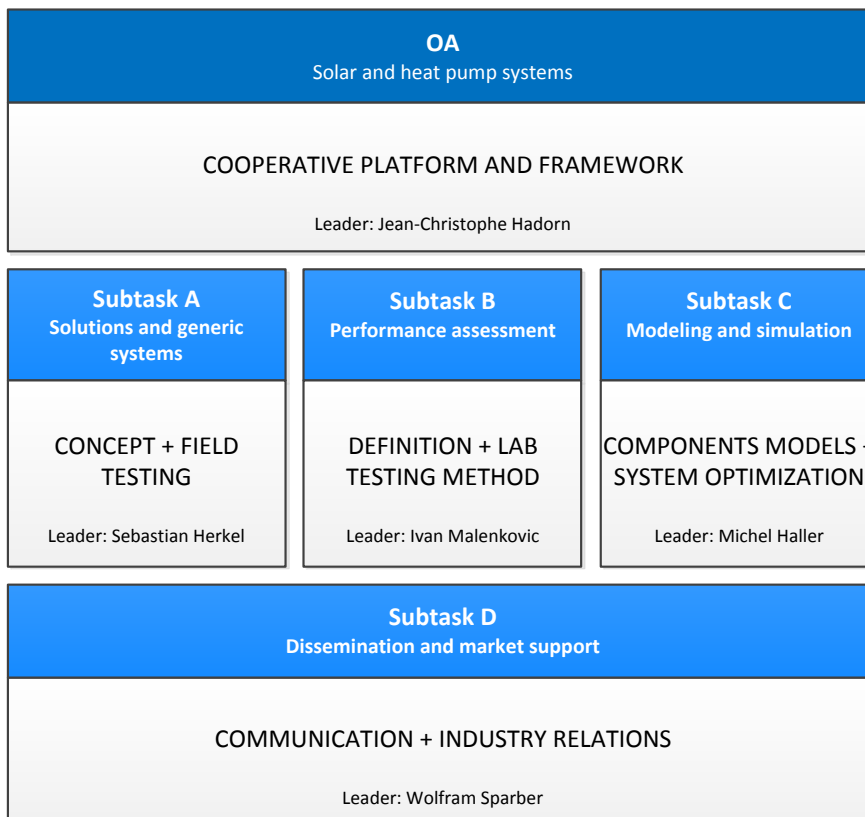 OA
Solar and heat pump systems
COOPERATIVE PLATFORM AND FRAMEWORK
Leader: Jean-Christophe Hadorn
Subtask A
Solutions and generic
systems
CONCEPT + FIELD
TESTING
Leader: Sebastian Herkel
Subtask B
Performance assessment
DEFINITION + LAB
TESTING METHOD
Leader: Ivan Malenkovic
Subtask C
Modeling and simulation
COMPONENTS MODELS +
SYSTEM OPTIMIZATION
Leader: Michel Haller
Subtask D
Dissemination and market support
COMMUNICATION + INDUSTRY RELATIONS
Leader: Wolfram Sparber